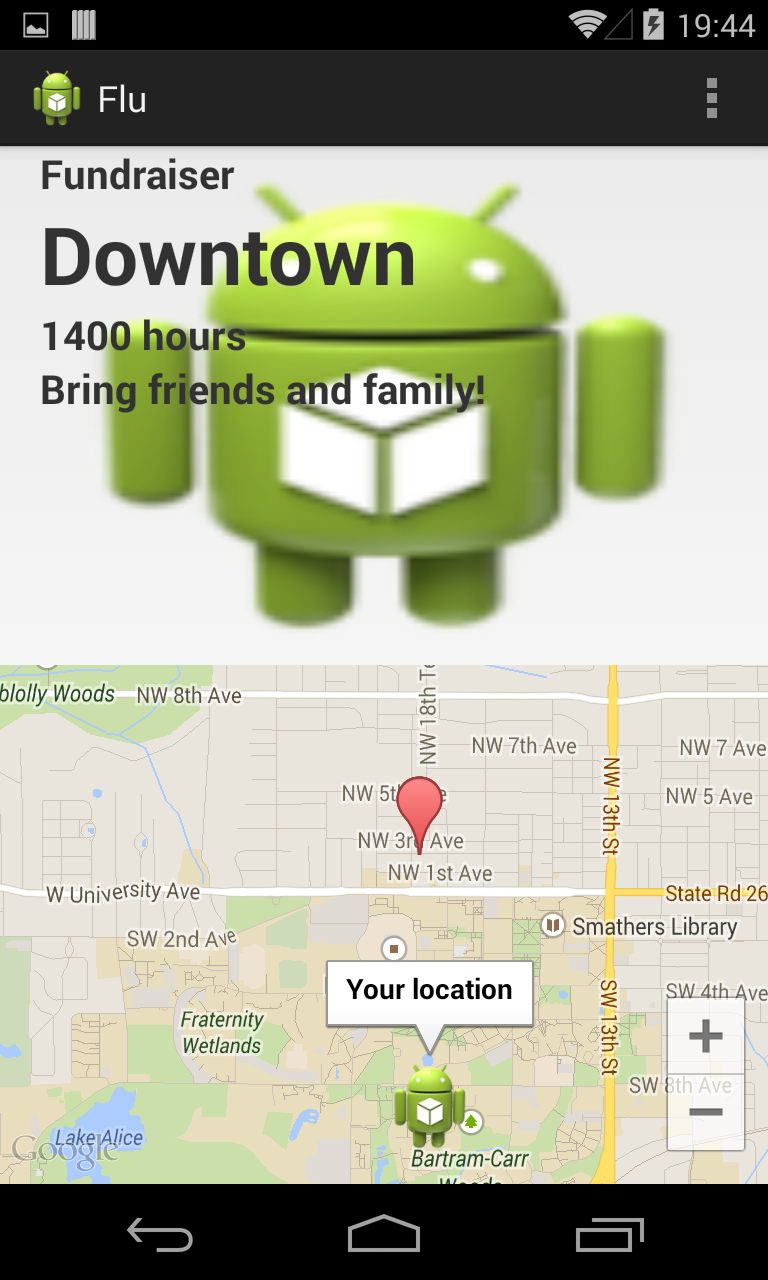 19:44
Flu
Fundraiser
Downtown
1400 hours
Bring friends and family!
blolly Woods
NW 8th Ave
NW 18th Te
NW 7th Ave
NW 7 Ave
NW 13th St
NW 5t e
NW 5 Ave
NW 3rd Ave
NW 1st Ave
W University Ave
State Rd 26
Smathers Library
SW 2nd Ave
Your location
SW 13th St
SW 4th Ave
Fraternity
Wetlands
SW 8th Ave
Lake Alice
Google
Bartram-Carr
Woods